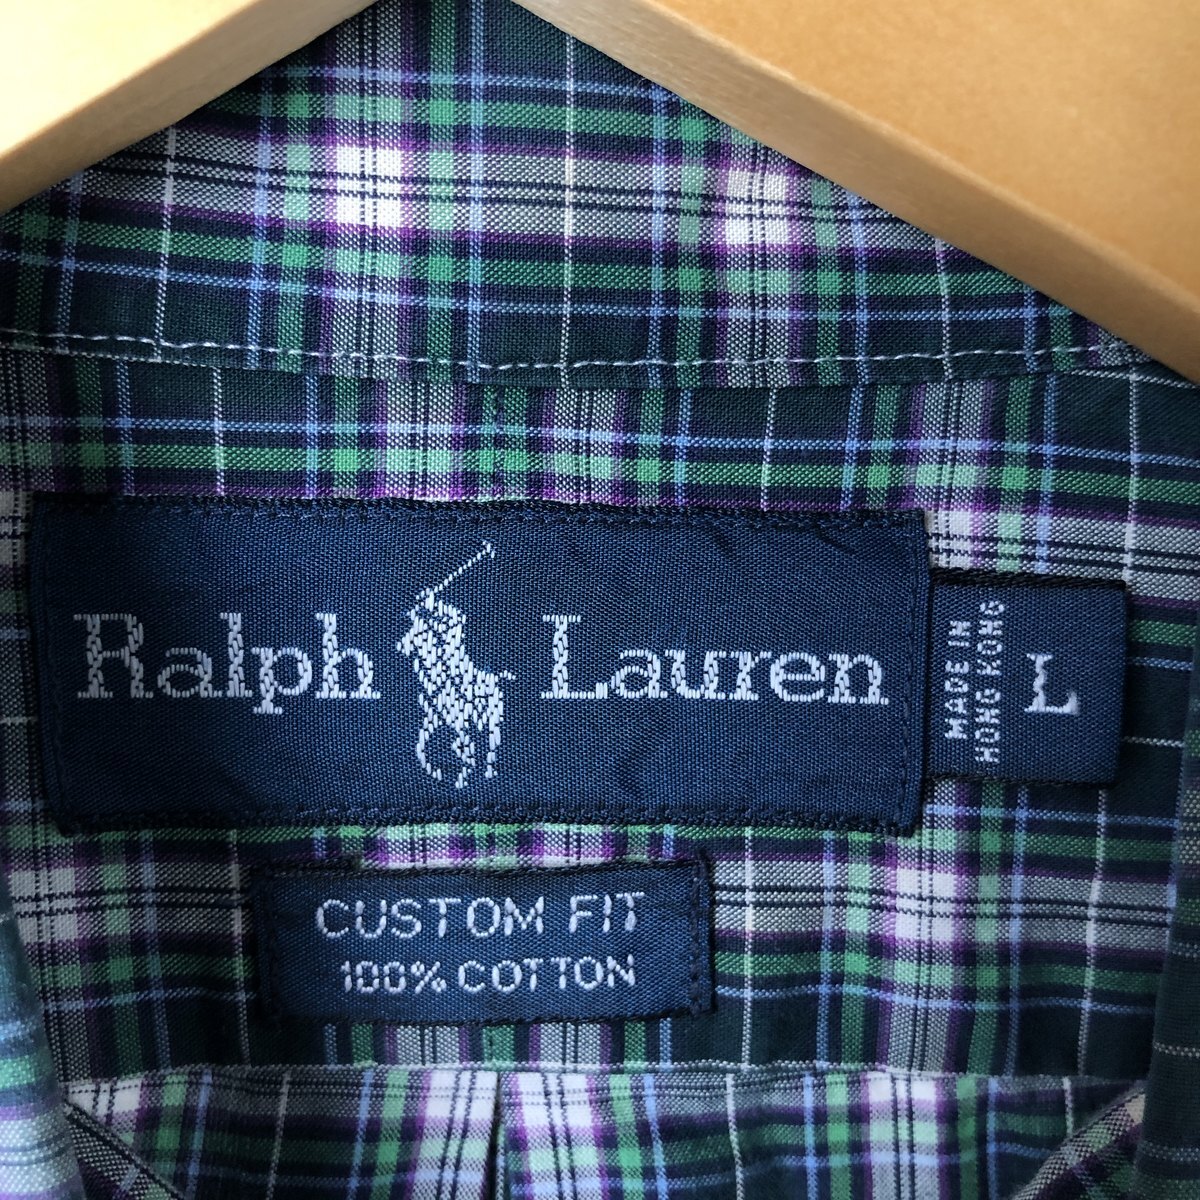 Ralph Lauren
MADE IN
HONG KONG
L
CUSTOM FIT
100% COTTON